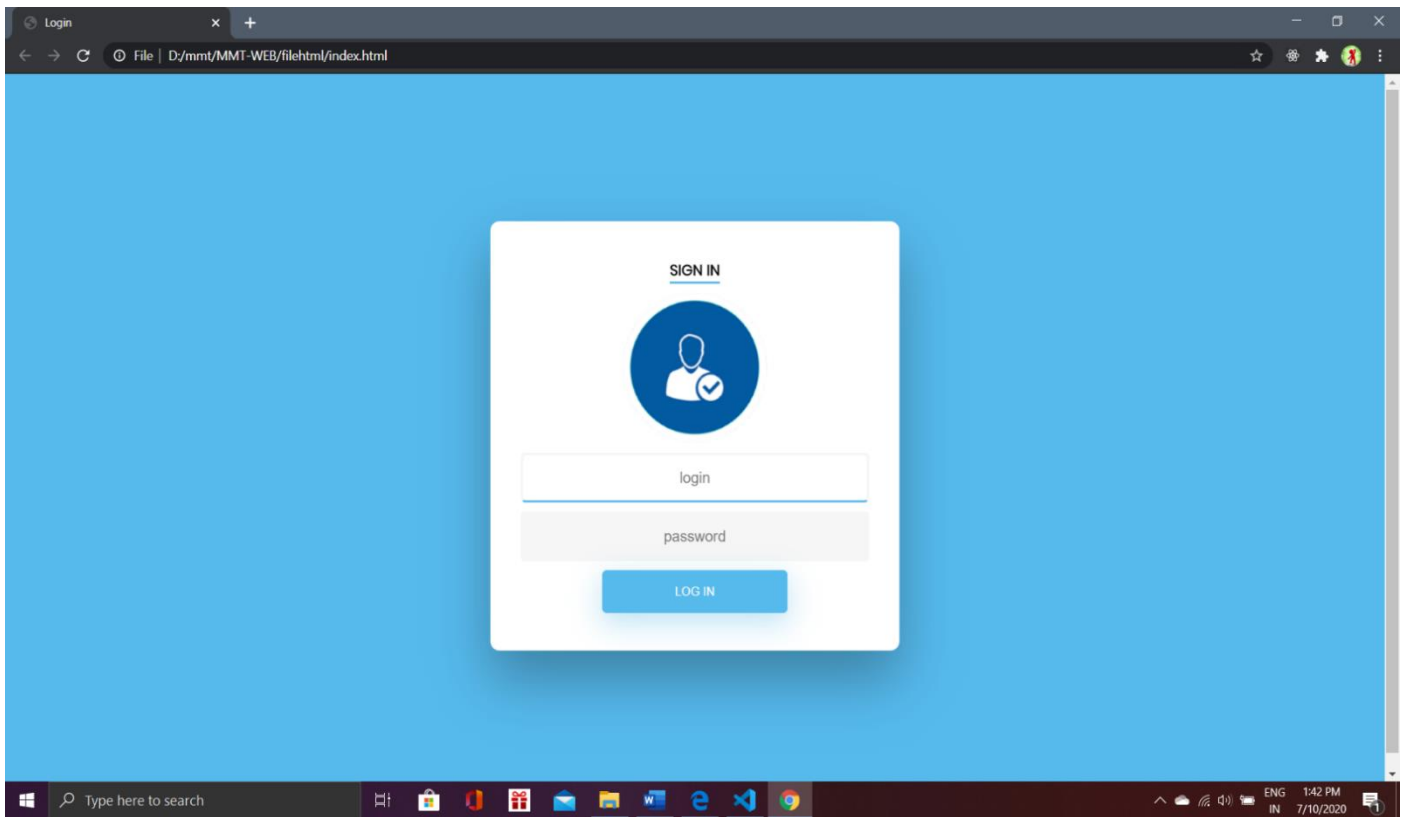 Login
File | D:/mmt/MMT-WEB/filehtml/index.html
SIGN IN
login
password
LOG IN
Type here to search
ENG 1:42 PM
IN 7/10/2020
1